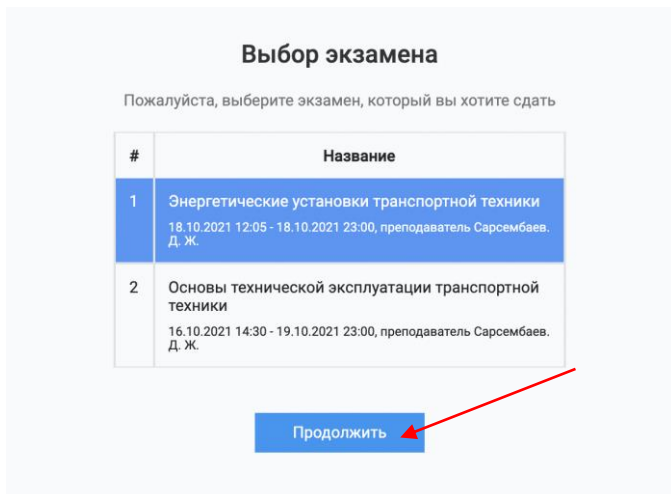 Выбор экзамена
Пожалуйста, выберите экзамен, который вы хотите сдать
# Название
1 Энергетические установки транспортной техники
18.10.2021 12:05 - 18.10.2021 23:00, преподаватель Сарсембаев.
Д. Ж.
2 Основы технической эксплуатации транспортной
техники
16.10.2021 14:30 - 19.10.2021 23:00, преподаватель Сарсембаев.
Д. Ж.
Продолжить